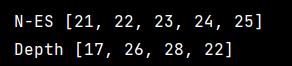 N-ES [21, 22, 23, 24, 25]
Depth [17, 26, 28, 22]